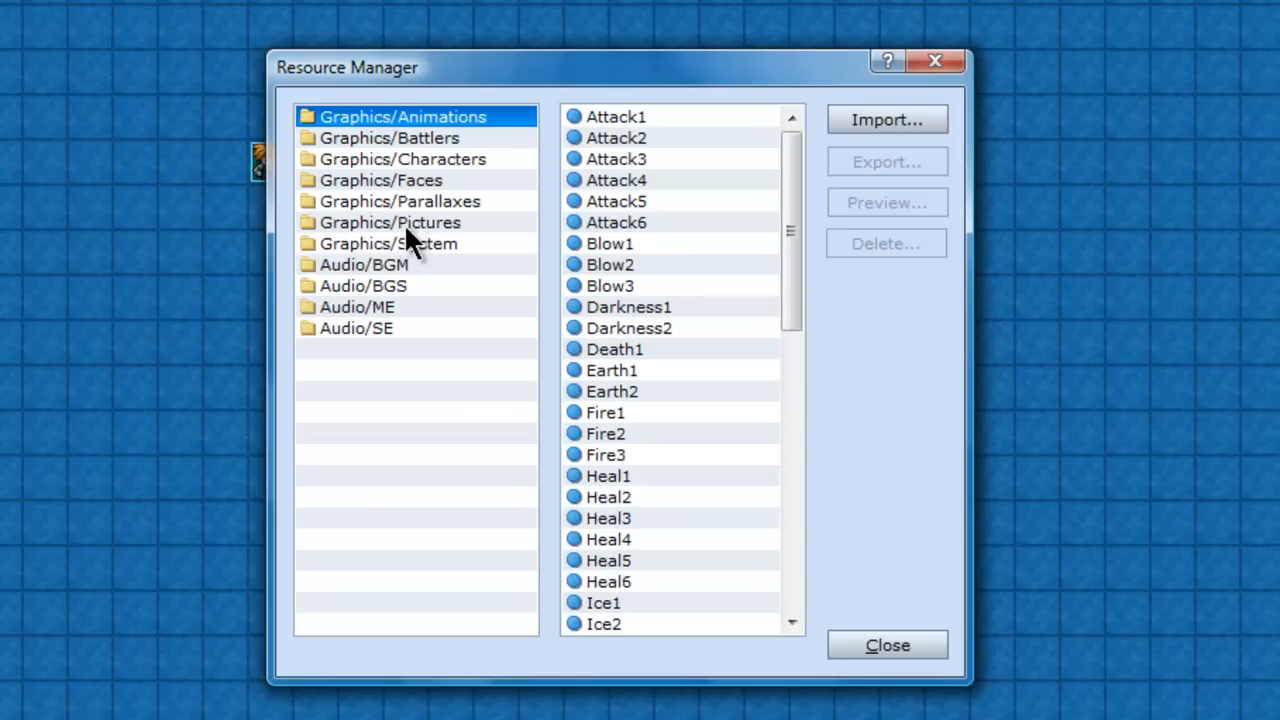 Resource Manager
?
Graphics/Animations
Graphics/Battlers
Graphics/Characters
Graphics/Faces
Graphics/Parallaxes
Graphics/Pictures
Graphics/System
Audio/BGM
Audio/BGS
Audio/ME
Audio/SE
Attack1
Attack2
Attack3
Attack4
Attack5
Attack6
Blow1
Blow2
Blow3
Darkness1
Darkness2
Death1
Earth1
Earth2
Fire1
Fire2
Fire3
Heal1
Heal2
Heal3
Heal4
Heal5
Heal6
Ice1
Ice2
Import...
Export...
Preview...
Delete...
Close